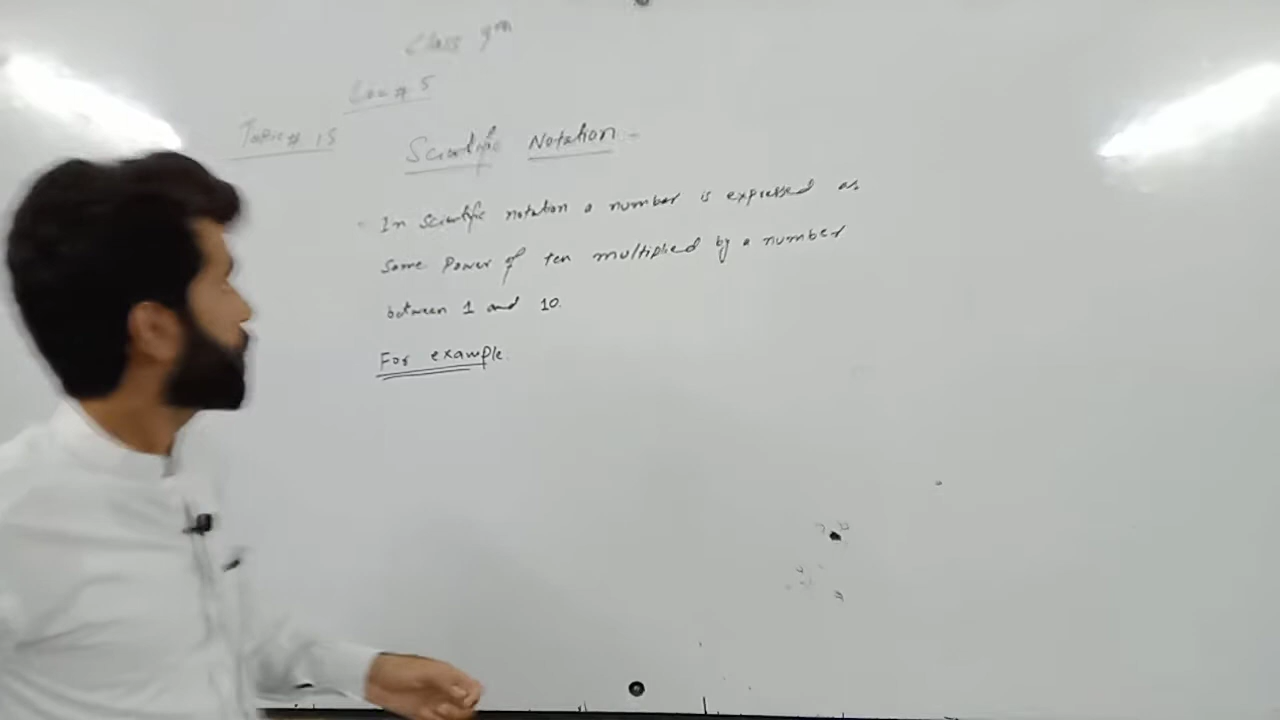 Class 9th
Lec # 5
Topic # 15
Scientific Notation
In scientific notation a number is expressed as
some power of ten multiplied by a number
between 1 and 10.
For example.